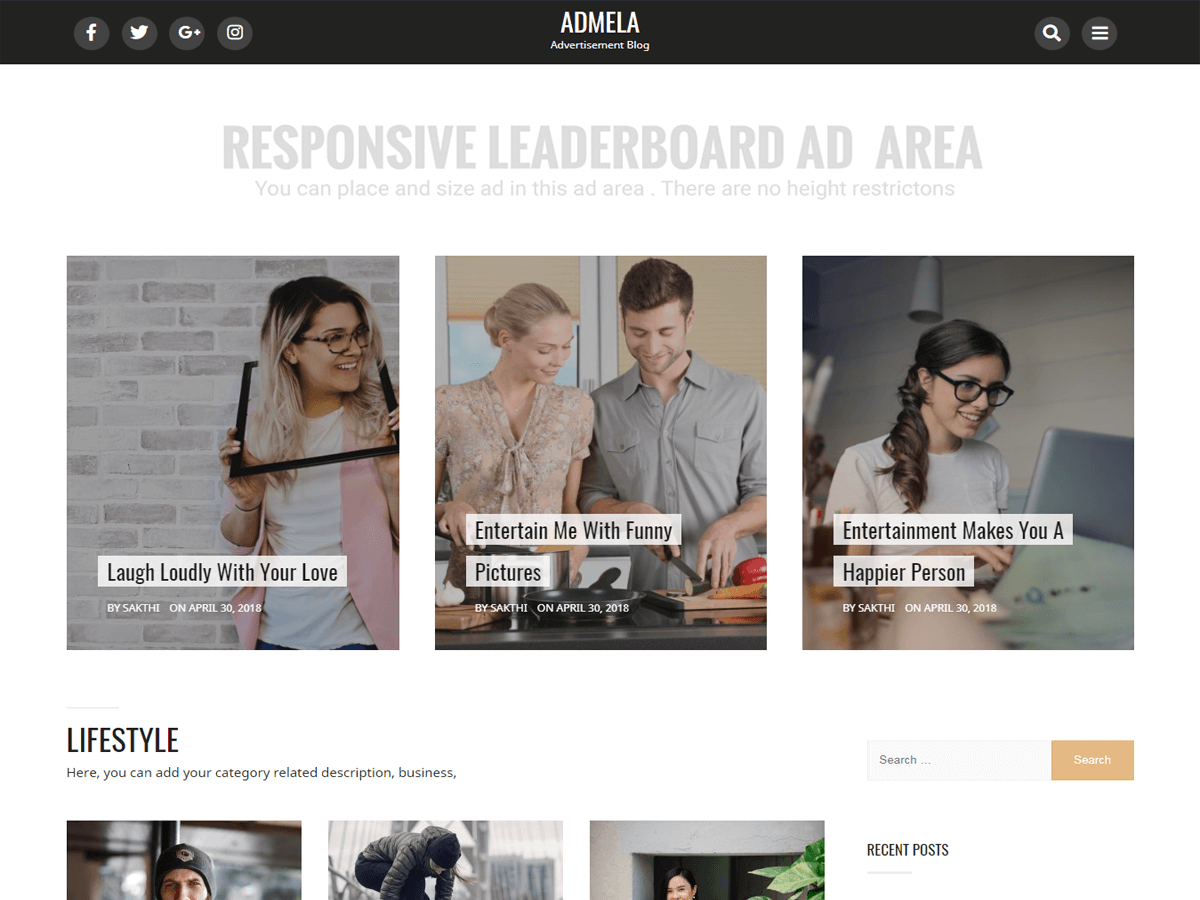 f G+
ADMELA
Advertisement Blog
RESPONSIVE LEADERBOARD AD AREA
You can place and size ad in this ad area . There are no height restrictons
Laugh Loudly With Your Love
BY SAKTHI ON APRIL 30, 2018
Entertain Me With Funny
Pictures
BY SAKTHI ON APRIL 30, 2018
Entertainment Makes You A
Happier Person
BY SAKTHI ON APRIL 30, 2018
LIFESTYLE
Here, you can add your category related description, business,
Search ...
Search
RECENT POSTS